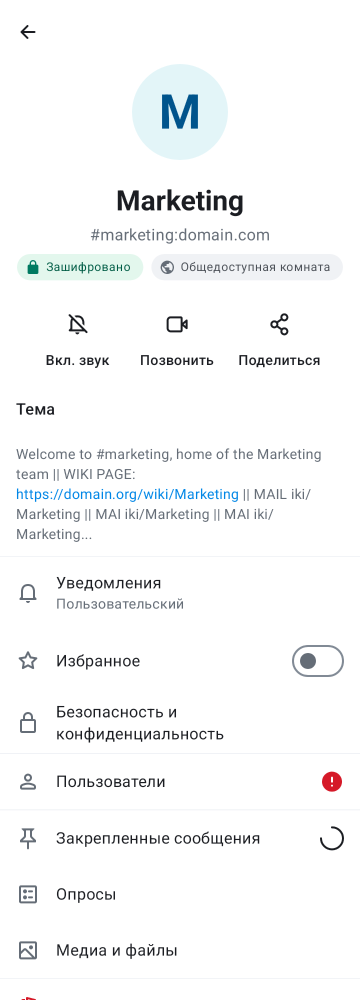 M
Marketing
#marketing:domain.com
Зашифровано Общедоступная комната
Вкл. звук Позвонить Поделиться
Тема
Welcome to #marketing, home of the Marketing
team || WIKI PAGE:
https://domain.org/wiki/Marketing || MAIL iki/
Marketing || MAI iki/Marketing || MAI iki/
Marketing...
Уведомления
Пользовательский
Избранное
Безопасность и
конфиденциальность
Пользователи
Закрепленные сообщения
Опросы
Медиа и файлы